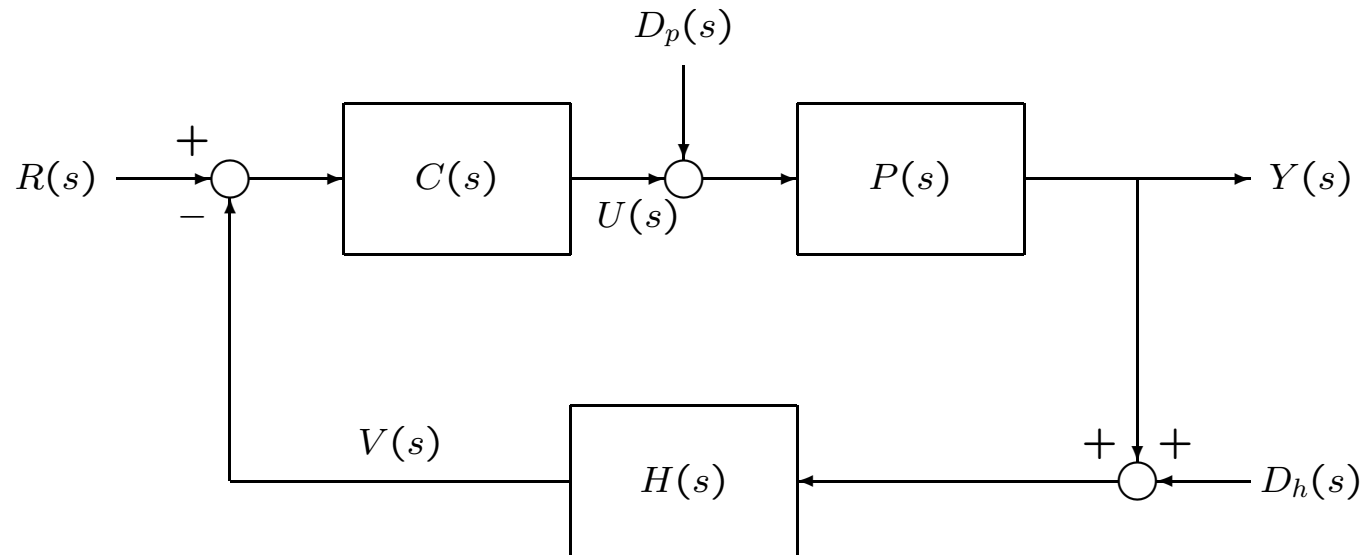 D_p(s)
+
R(s)
C(s)
P(s)
Y(s)
−
U(s)
V(s)
+ +
H(s)
D_h(s)